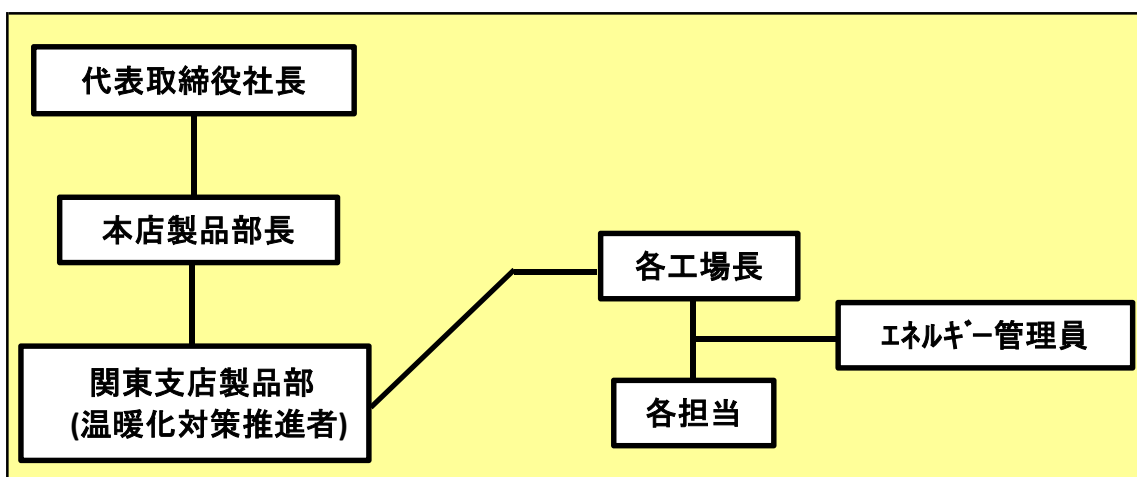 代表取締役社長
本店製品部長
関東支店製品部
(温暖化対策推進者)
各工場長
ｴﾈﾙｷﾞｰ管理員
各担当